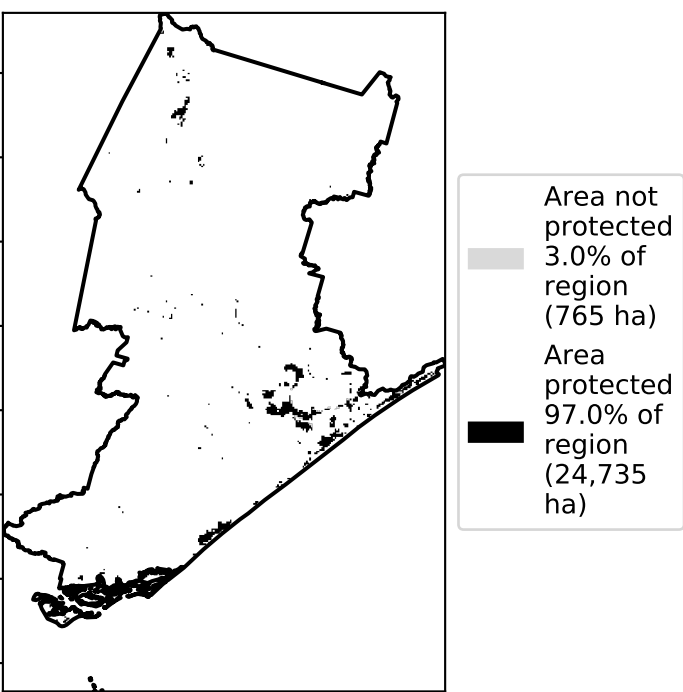 Area not
protected
3.0% of
region
(765 ha)
Area
protected
97.0% of
region
(24,735
ha)